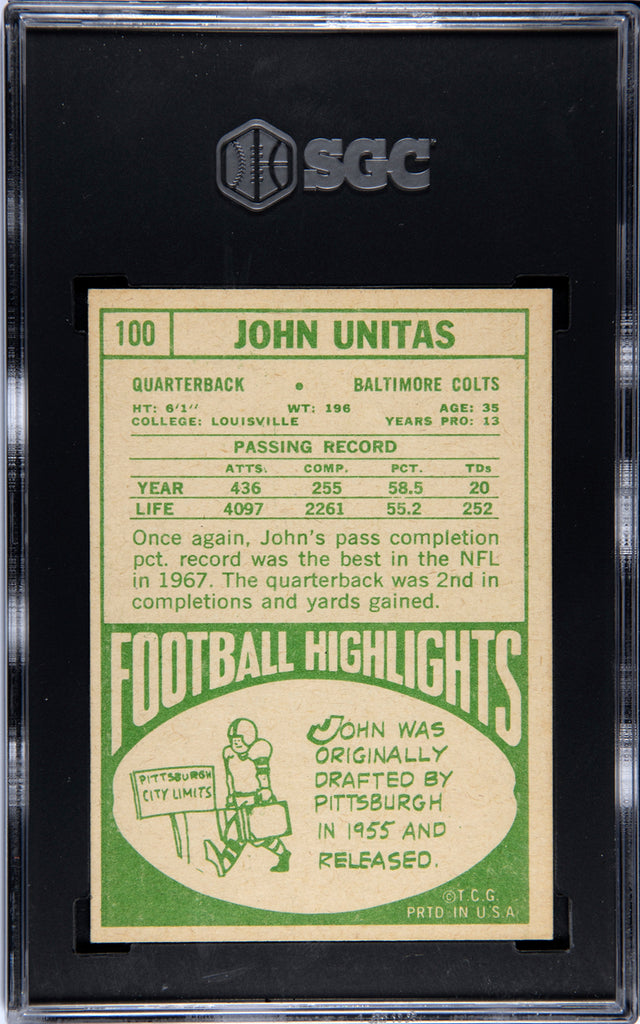 SGC
100 JOHN UNITAS
QUARTERBACK • BALTIMORE COLTS
HT: 6'1" WT: 196 AGE: 35
COLLEGE: LOUISVILLE YEARS PRO: 13
PASSING RECORD
ATTS. COMP. PCT. TDs
YEAR 436 255 58.5 20
LIFE 4097 2261 55.2 252
Once again, John's pass completion
pct. record was the best in the NFL
in 1967. The quarterback was 2nd in
completions and yards gained.
FOOTBALL HIGHLIGHTS
PITTSBURGH
CITY LIMITS
JOHN WAS
ORIGINALLY
DRAFTED BY
PITTSBURGH
IN 1955 AND
RELEASED.
©T.C.G.
PRTD IN U.S.A.